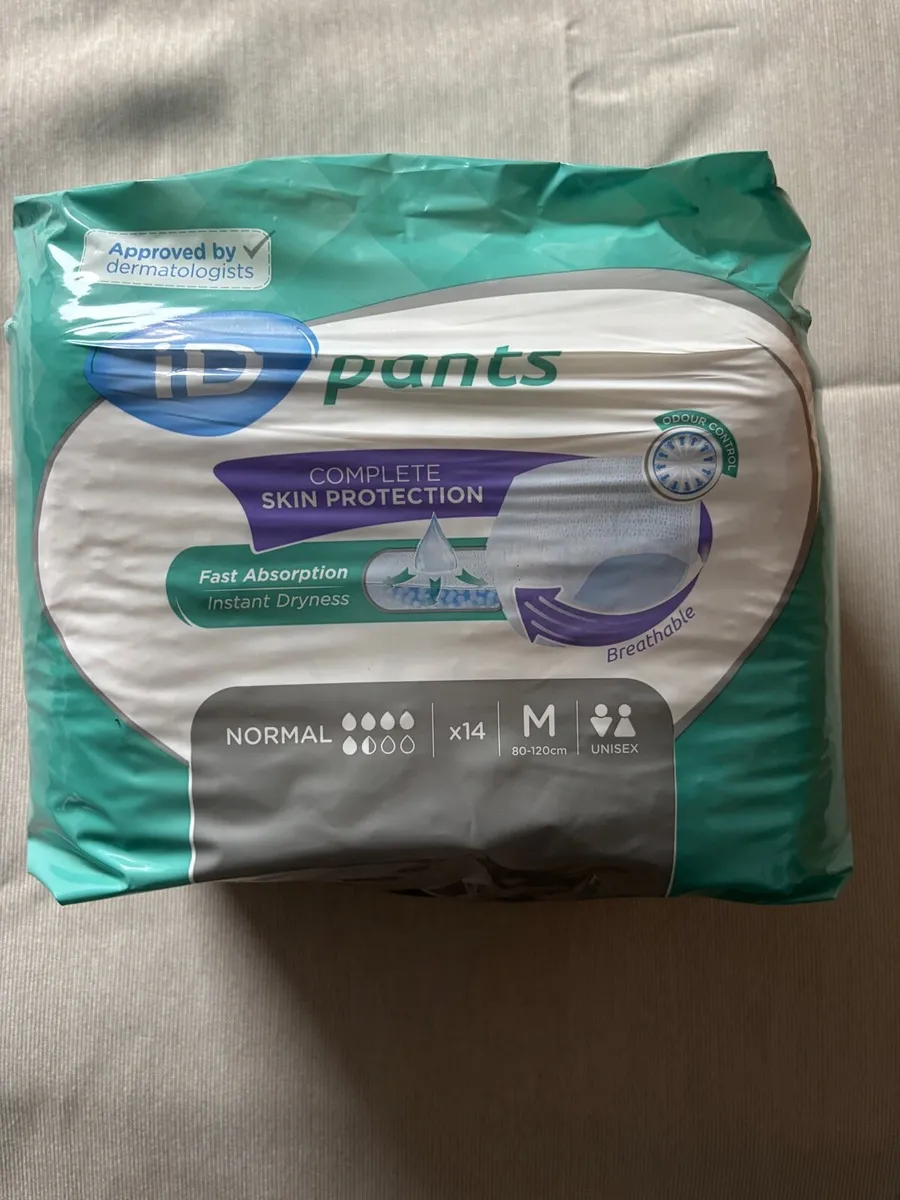 Approved by
dermatologists
iD pants
ODOUR CONTROL
COMPLETE
SKIN PROTECTION
Fast Absorption
Instant Dryness
Breathable
NORMAL x14 M
80-120cm UNISEX